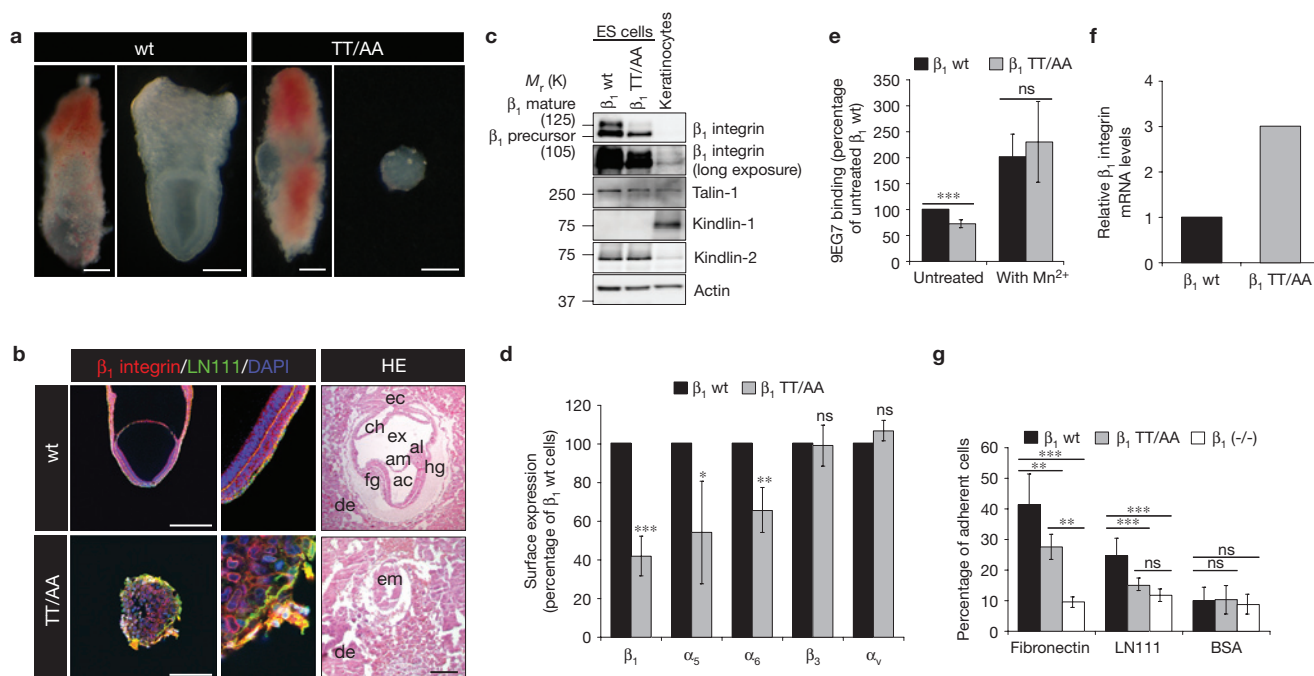 a
wt
TT/AA
b
β1 integrin/LN111/DAPI
HE
wt
TT/AA
ec
ch
ex
al
am
hg
fg
ac
de
em
de
c
ES cells
β1 wt
β1 TT/AA
Keratinocytes
Mr (K)
β1 mature
(125)
β1 precursor
(105)
250
75
75
37
β1 integrin
β1 integrin
(long exposure)
Talin-1
Kindlin-1
Kindlin-2
Actin
d
β1 wt
β1 TT/AA
Surface expression
(percentage of β1 wt cells)
120
100
80
60
40
20
0
***
*
**
ns
ns
β1
α5
α6
β3
αv
e
β1 wt
β1 TT/AA
9EG7 binding (percentage
of untreated β1 wt)
350
300
250
200
150
100
50
0
***
ns
Untreated
With Mn2+
f
Relative β1 integrin
mRNA levels
4
3
2
1
0
β1 wt
β1 TT/AA
g
β1 wt
β1 TT/AA
β1 (-/-)
Percentage of adherent cells
60
50
40
30
20
10
0
***
**
**
***
***
ns
ns
ns
Fibronectin
LN111
BSA